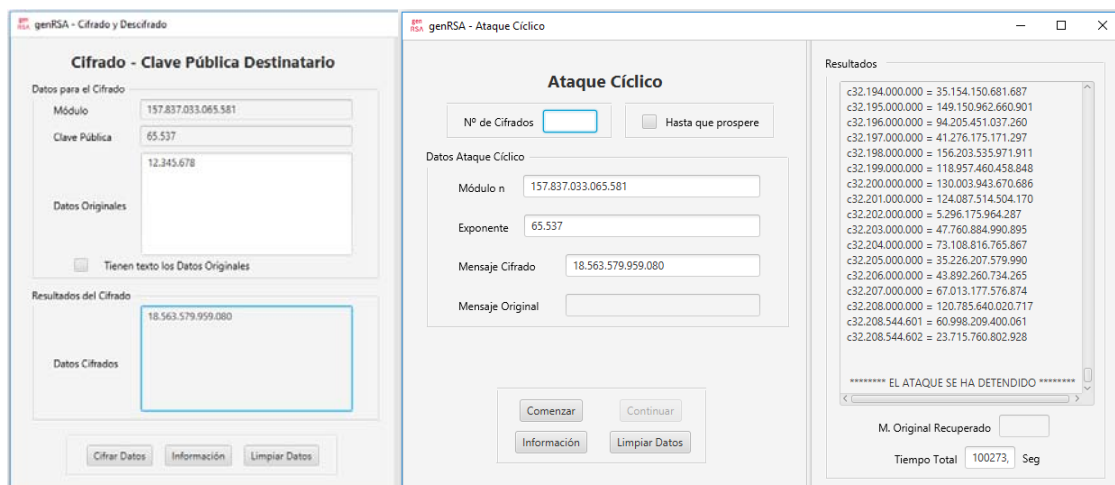 gen RSA genRSA - Cifrado y Descifrado
Cifrado - Clave Pública Destinatario
Datos para el Cifrado
Módulo 157.837.033.065.581
Clave Pública 65.537
Datos Originales 12.345.678
Tienen texto los Datos Originales
Resultados del Cifrado
Datos Cifrados 18.563.579.959.080
Cifrar Datos Información Limpiar Datos
gen RSA genRSA - Ataque Cíclico
Ataque Cíclico
Nº de Cifrados Hasta que prospere
Datos Ataque Cíclico
Módulo n 157.837.033.065.581
Exponente 65.537
Mensaje Cifrado 18.563.579.959.080
Mensaje Original
Comenzar Continuar
Información Limpiar Datos
Resultados
c32.194.000.000 = 35.154.150.681.687
c32.195.000.000 = 149.150.962.660.901
c32.196.000.000 = 94.205.451.037.260
c32.197.000.000 = 41.276.175.171.297
c32.198.000.000 = 156.203.535.971.911
c32.199.000.000 = 118.957.460.458.848
c32.200.000.000 = 130.003.943.670.686
c32.201.000.000 = 124.087.514.504.170
c32.202.000.000 = 5.296.175.964.287
c32.203.000.000 = 47.760.884.990.895
c32.204.000.000 = 73.108.816.765.867
c32.205.000.000 = 35.226.207.579.990
c32.206.000.000 = 43.892.260.734.265
c32.207.000.000 = 67.013.177.576.874
c32.208.000.000 = 120.785.640.020.717
c32.208.544.601 = 60.998.209.400.061
c32.208.544.602 = 23.715.760.802.928
******** EL ATAQUE SE HA DETENDIDO ********
M. Original Recuperado
Tiempo Total 100273, Seg